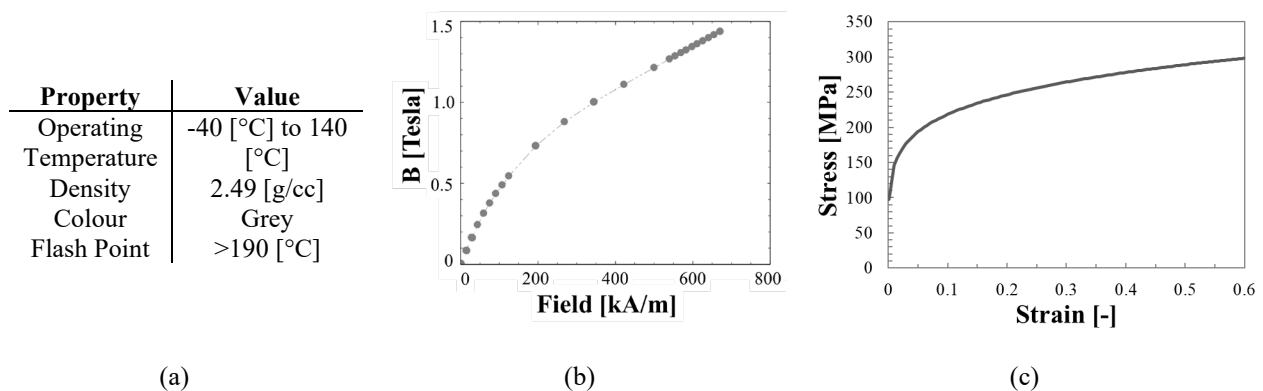 Property Value
Operating -40 [°C] to 140
Temperature [°C]
Density 2.49 [g/cc]
Colour Grey
Flash Point >190 [°C]
(a)
1.5
1.0
0.5
0
B [Tesla]
0 200 400 600 800
Field [kA/m]
(b)
350
300
250
200
150
100
50
0
Stress [MPa]
0 0.1 0.2 0.3 0.4 0.5 0.6
Strain [-]
(c)